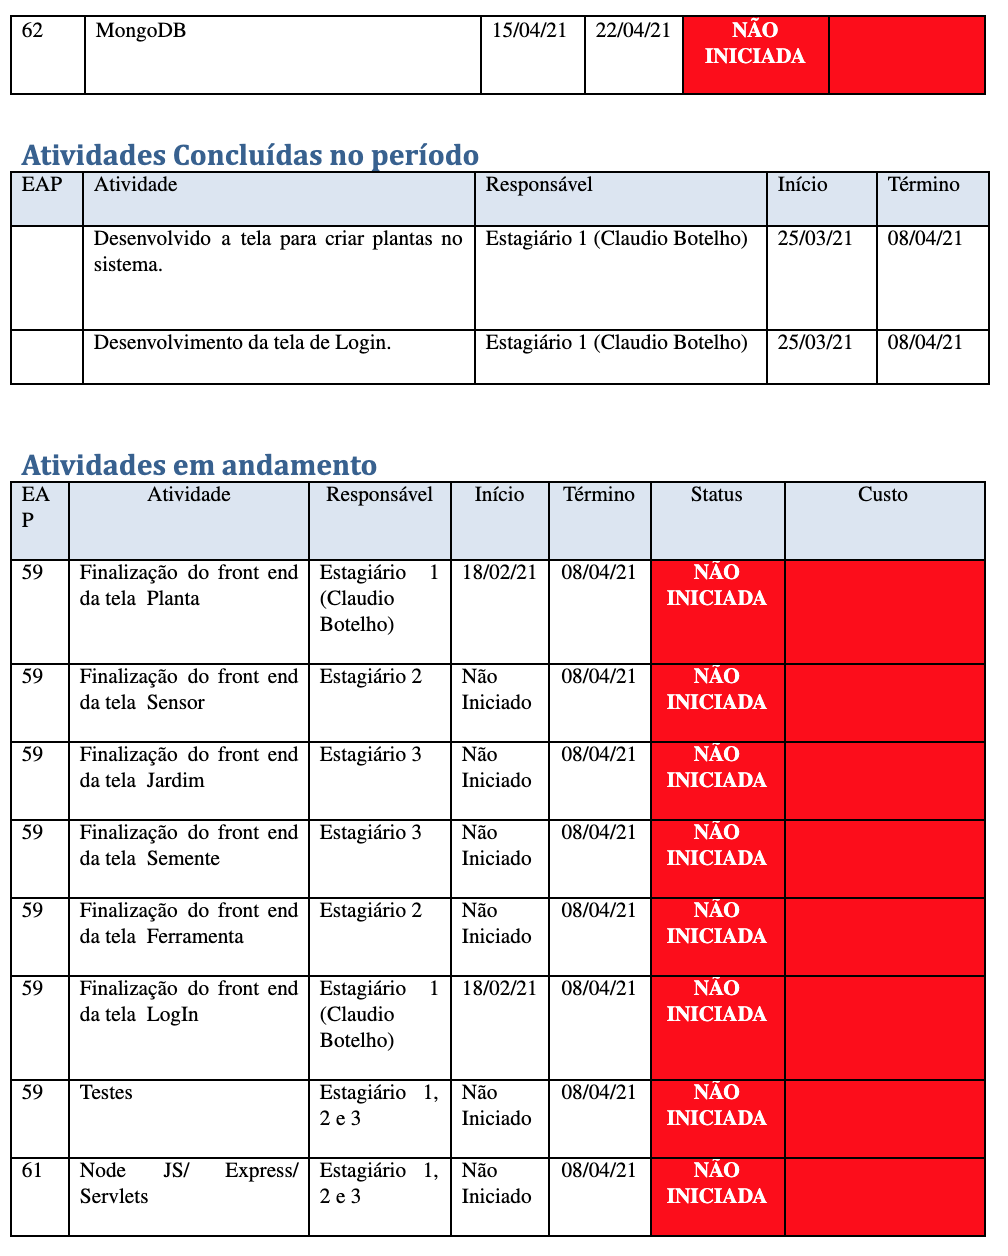 62 MongoDB 15/04/21 22/04/21 NÃO
INICIADA
Atividades Concluídas no período
EAP Atividade Responsável Início Término
Desenvolvido a tela para criar plantas no Estagiário 1 (Claudio Botelho) 25/03/21 08/04/21
sistema.
Desenvolvimento da tela de Login. Estagiário 1 (Claudio Botelho) 25/03/21 08/04/21
Atividades em andamento
EA Atividade Responsável Início Término Status Custo
P
59 Finalização do front end Estagiário 1 18/02/21 08/04/21 NÃO
da tela Planta (Claudio INICIADA
Botelho)
59 Finalização do front end Estagiário 2 Não 08/04/21 NÃO
da tela Sensor Iniciado INICIADA
59 Finalização do front end Estagiário 3 Não 08/04/21 NÃO
da tela Jardim Iniciado INICIADA
59 Finalização do front end Estagiário 3 Não 08/04/21 NÃO
da tela Semente Iniciado INICIADA
59 Finalização do front end Estagiário 2 Não 08/04/21 NÃO
da tela Ferramenta Iniciado INICIADA
59 Finalização do front end Estagiário 1 18/02/21 08/04/21 NÃO
da tela LogIn (Claudio INICIADA
Botelho)
59 Testes Estagiário 1, Não 08/04/21 NÃO
2 e 3 Iniciado INICIADA
61 Node JS/ Express/ Estagiário 1, Não 08/04/21 NÃO
Servlets 2 e 3 Iniciado INICIADA